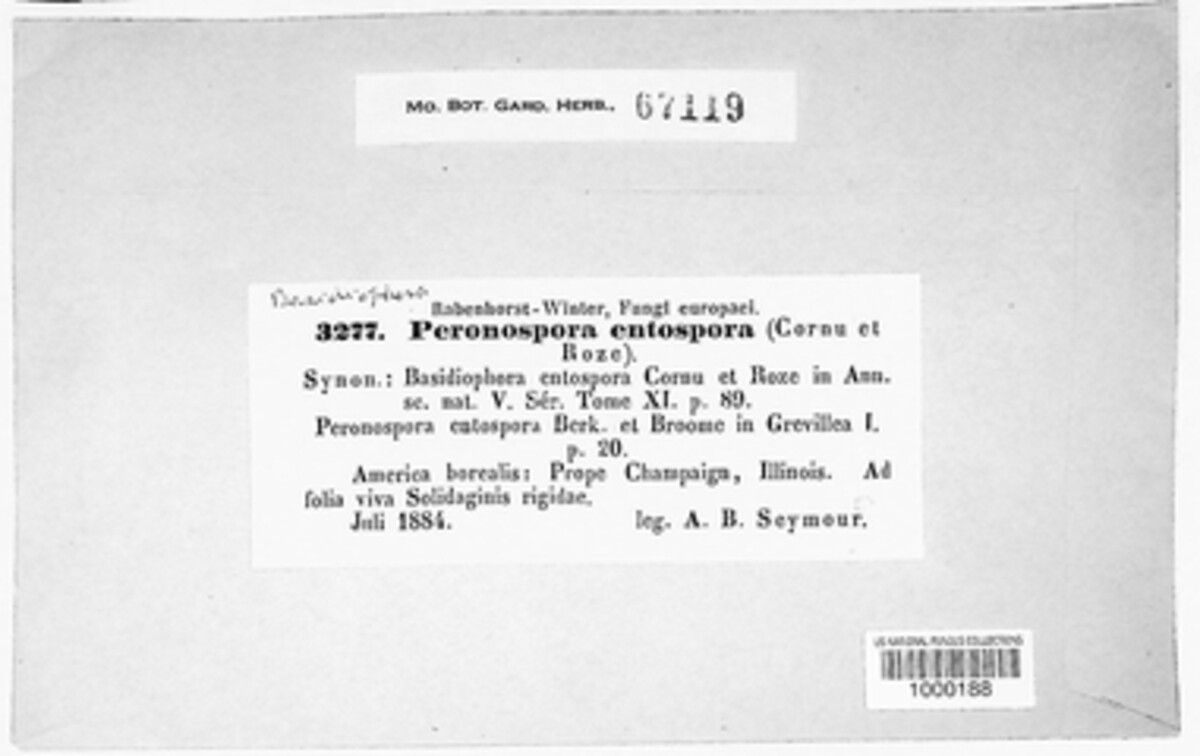 Mo. Bot. Gard. Herb., 67119
Basidiophora
Rabenhorst-Winter, Fungi europaei.
3277. Peronospora entospora (Cornu et
Roze).
Synon.: Basidiophora entospora Cornu et Roze in Ann.
sc. nat. V. Sér. Tome XI. p. 89.
Peronospora entospora Berk. et Broome in Grevillea I.
p. 20.
America borealis: Prope Champaign, Illinois. Ad
folia viva Solidaginis rigidae.
Juli 1884. leg. A. B. Seymour.
US NATIONAL FUNGUS COLLECTIONS
1000188